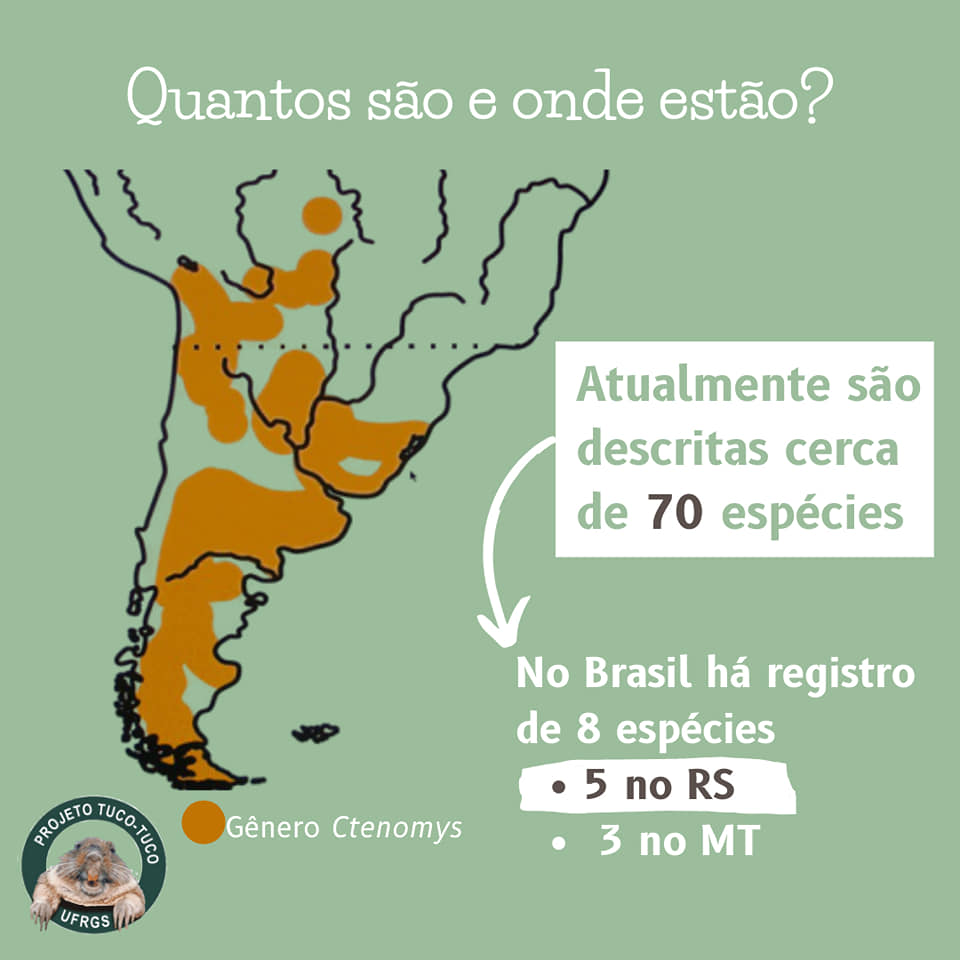 Quantos são e onde estão?
Atualmente são
descritas cerca
de 70 espécies
No Brasil há registro
de 8 espécies
• 5 no RS
• 3 no MT
Gênero Ctenomys
PROJETO TUCO-TUCO
UFRGS